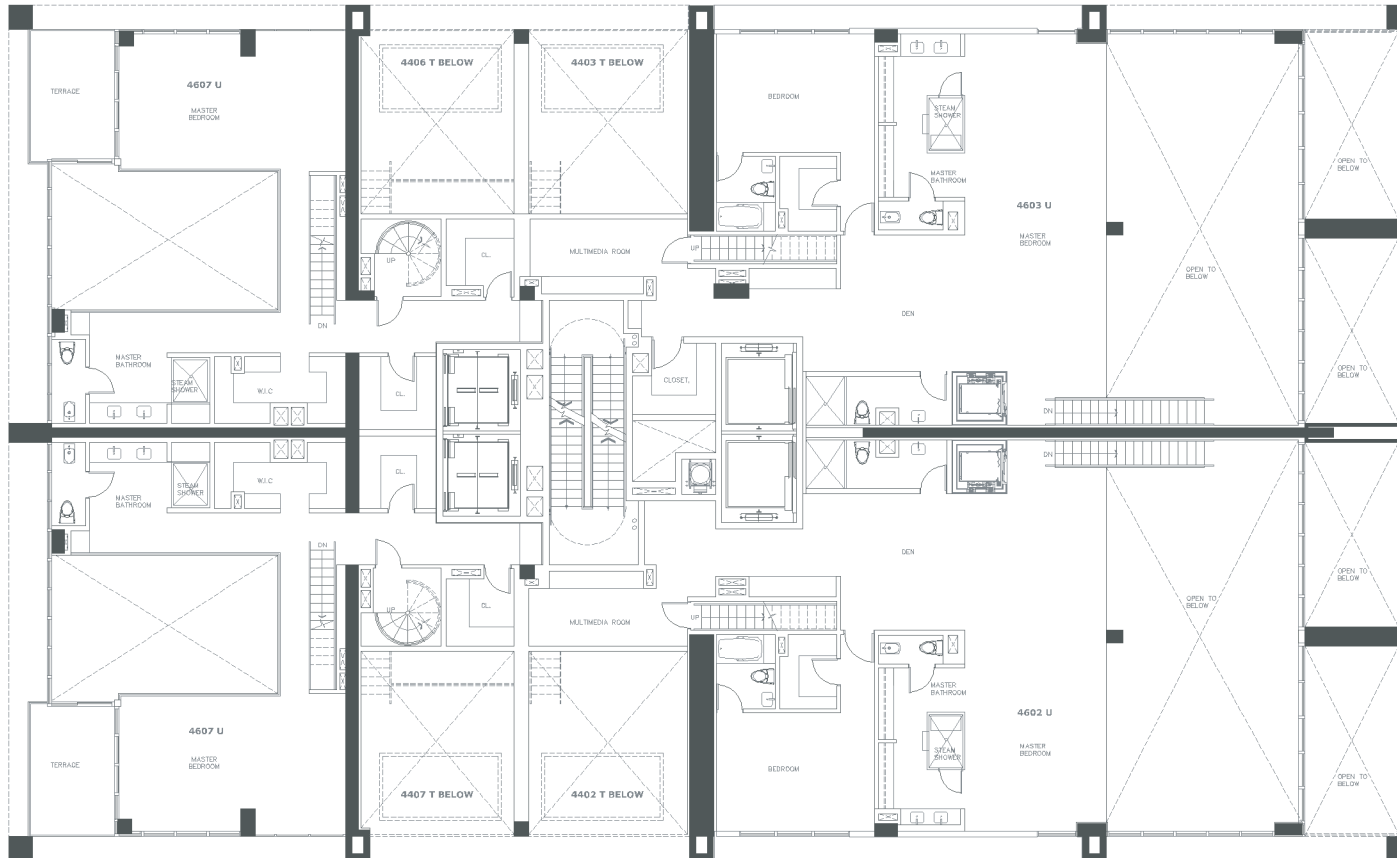 4406 T BELOW
4403 T BELOW
4607 U
TERRACE
MASTER
BEDROOM
BEDROOM
STEAM
SHOWER
OPEN TO
BELOW
MASTER
BATHROOM
4603 U
MASTER
BEDROOM
MULTIMEDIA ROOM
UP
CL.
UP
OPEN TO
BELOW
DEN
DN
MASTER
BATHROOM
STEAM
SHOWER
W.I.C
CL.
CLOSET.
OPEN TO
BELOW
DN
DN
MASTER
BATHROOM
STEAM
SHOWER
W.I.C
CL.
DN
DEN
OPEN TO
BELOW
UP
CL.
MULTIMEDIA ROOM
UP
OPEN TO
BELOW
MASTER
BATHROOM
4602 U
MASTER
BEDROOM
STEAM
SHOWER
4607 U
TERRACE
MASTER
BEDROOM
BEDROOM
OPEN TO
BELOW
4407 T BELOW
4402 T BELOW